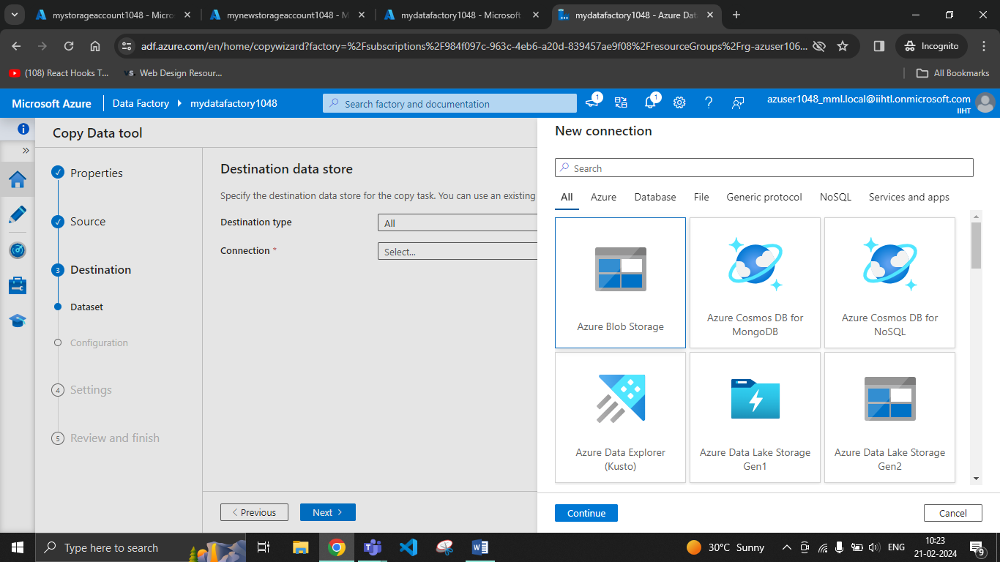 mystorageaccount1048 - Micro
mynewstorageaccount1048 - M
mydatafactory1048 - Microsoft
mydatafactory1048 - Azure Dat
adf.azure.com/en/home/copywizard?factory=%2Fsubscriptions%2F984f097c-963c-4eb6-a20d-839457ae9f08%2FresourceGroups%2Frg-azuser106...
Incognito
(108) React Hooks T...
VS.
Web Design Resour...
All Bookmarks
Microsoft Azure
Data Factory
mydatafactory1048
Search factory and documentation
1
1
azuser1048_mml.local@iihtl.onmicrosoft.com
IIHT
Copy Data tool
Properties
Source
3 Destination
Dataset
Configuration
4 Settings
5 Review and finish
Destination data store
Specify the destination data store for the copy task. You can use an existing
Destination type
All
Connection *
Select...
Previous
Next
New connection
Search
All
Azure
Database
File
Generic protocol
NoSQL
Services and apps
Azure Blob Storage
Azure Cosmos DB for
MongoDB
Azure Cosmos DB for
NoSQL
Azure Data Explorer
(Kusto)
Azure Data Lake Storage
Gen1
Azure Data Lake Storage
Gen2
Continue
Cancel
Type here to search
30°C Sunny
ENG
10:23
21-02-2024
9